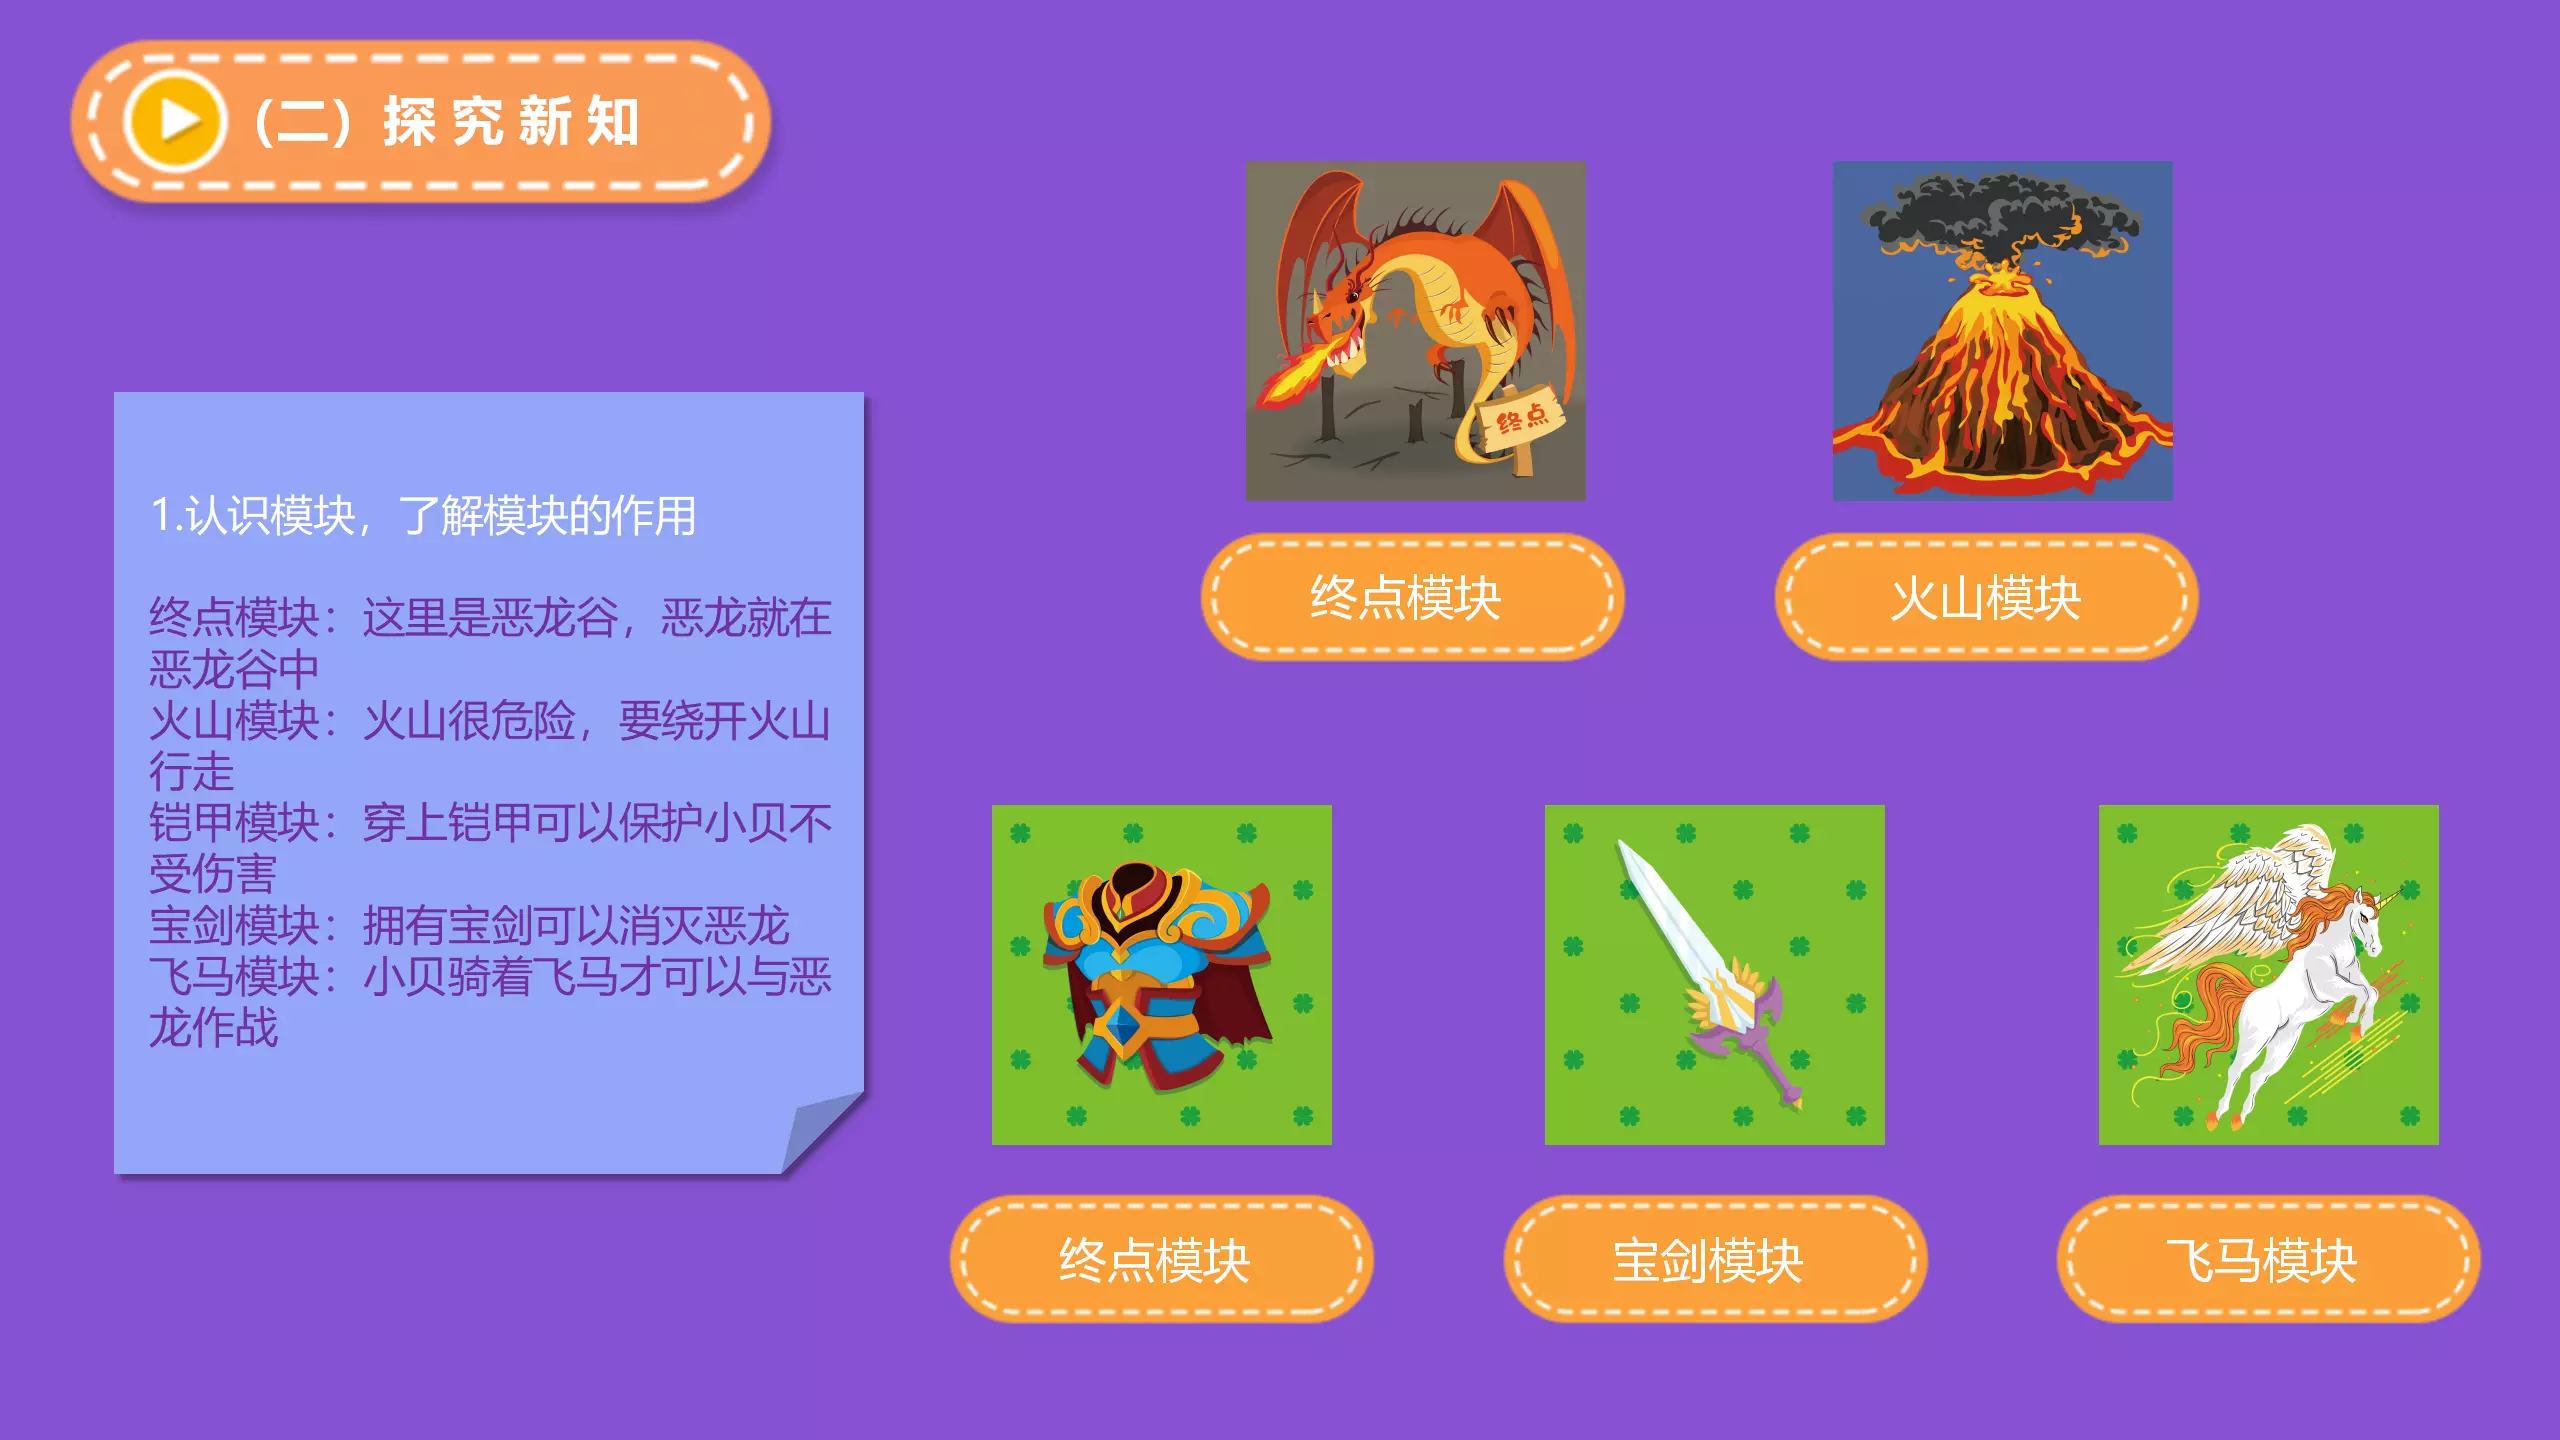 (二) 探究新知
1.认识模块，了解模块的作用
终点模块：这里是恶龙谷，恶龙就在
恶龙谷中
火山模块：火山很危险，要绕开火山
行走
铠甲模块：穿上铠甲可以保护小贝不
受伤害
宝剑模块：拥有宝剑可以消灭恶龙
飞马模块：小贝骑着飞马才可以与恶
龙作战
终点
终点模块
火山模块
终点模块
宝剑模块
飞马模块